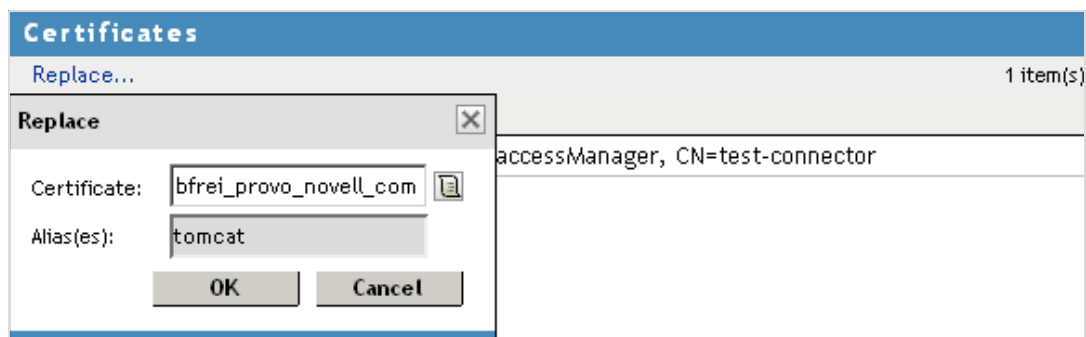 Certificates
Replace... 1 item(s)
Replace
accessManager, CN=test-connector
Certificate: bfrei_provo_novell_com
Alias(es): tomcat
OK Cancel